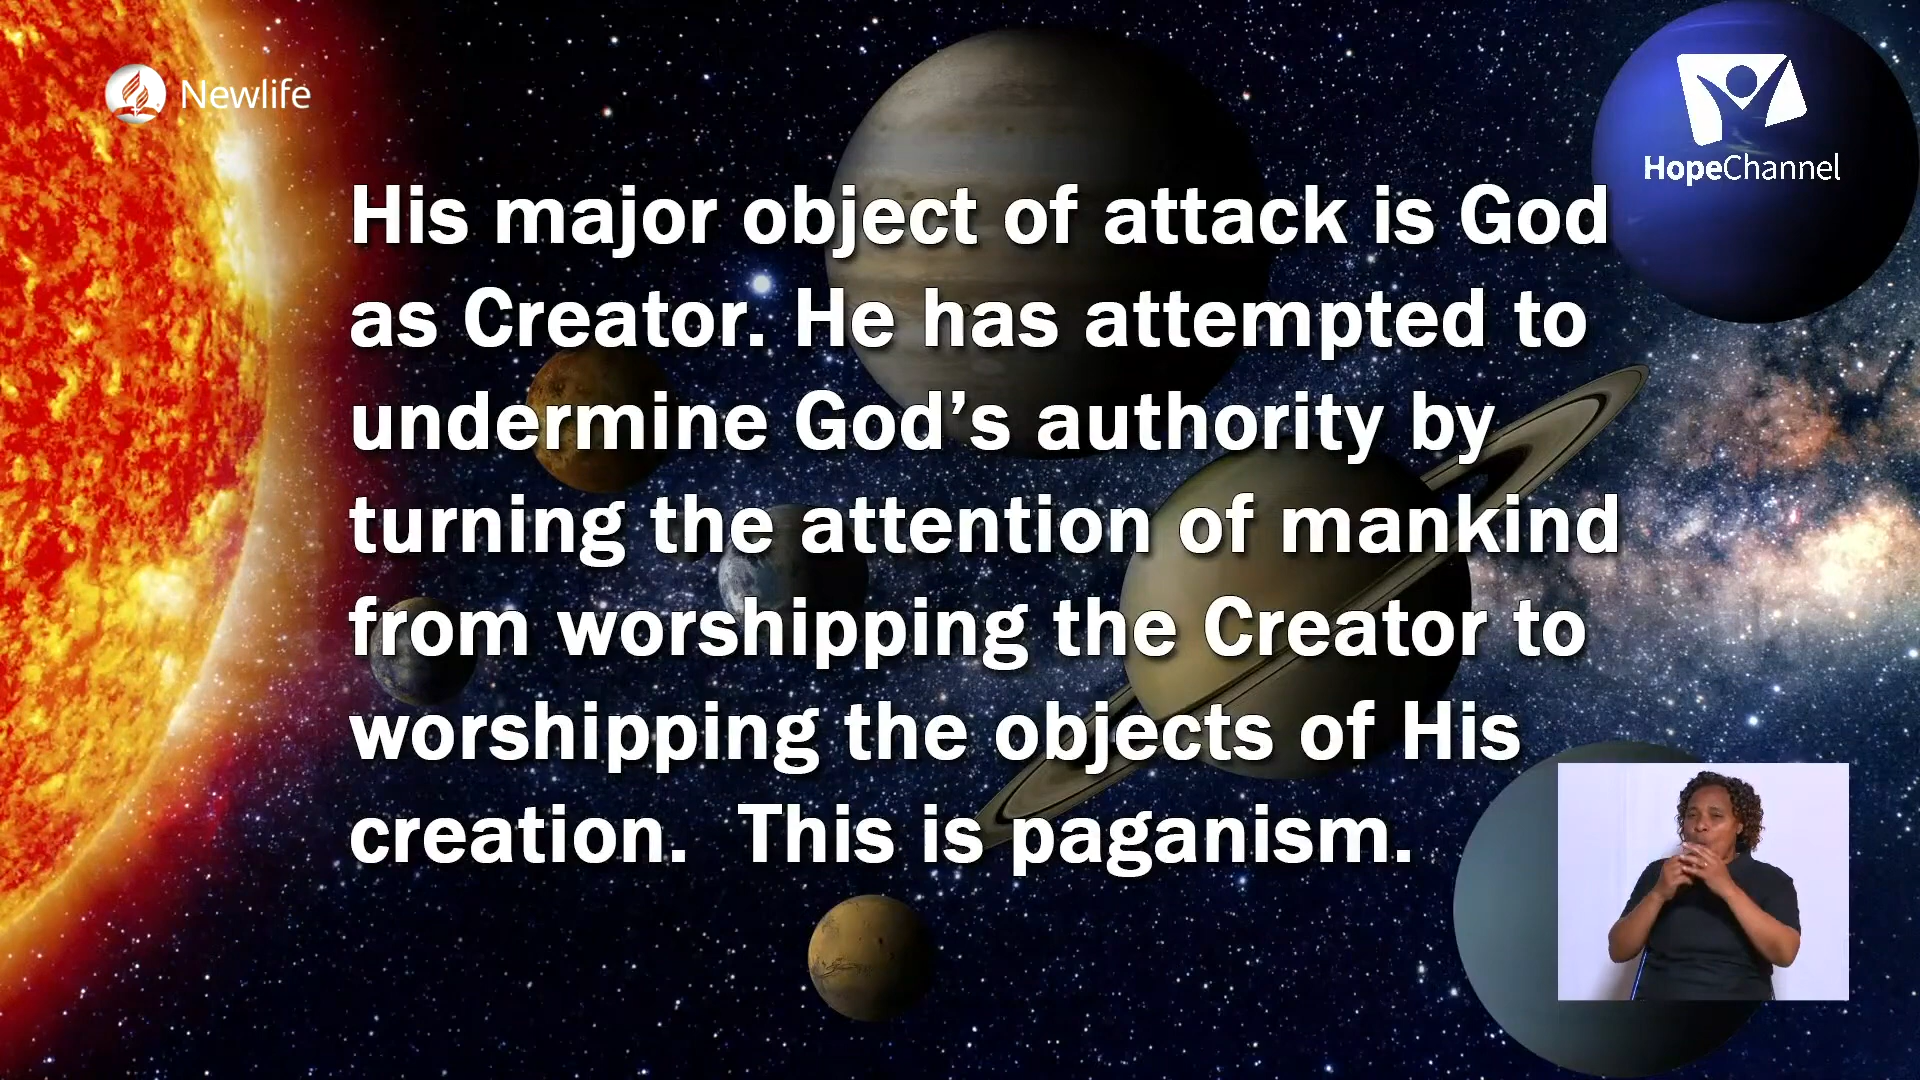 Newlife
HopeChannel
His major object of attack is God
as Creator. He has attempted to
undermine God’s authority by
turning the attention of mankind
from worshipping the Creator to
worshipping the objects of His
creation.  This is paganism.